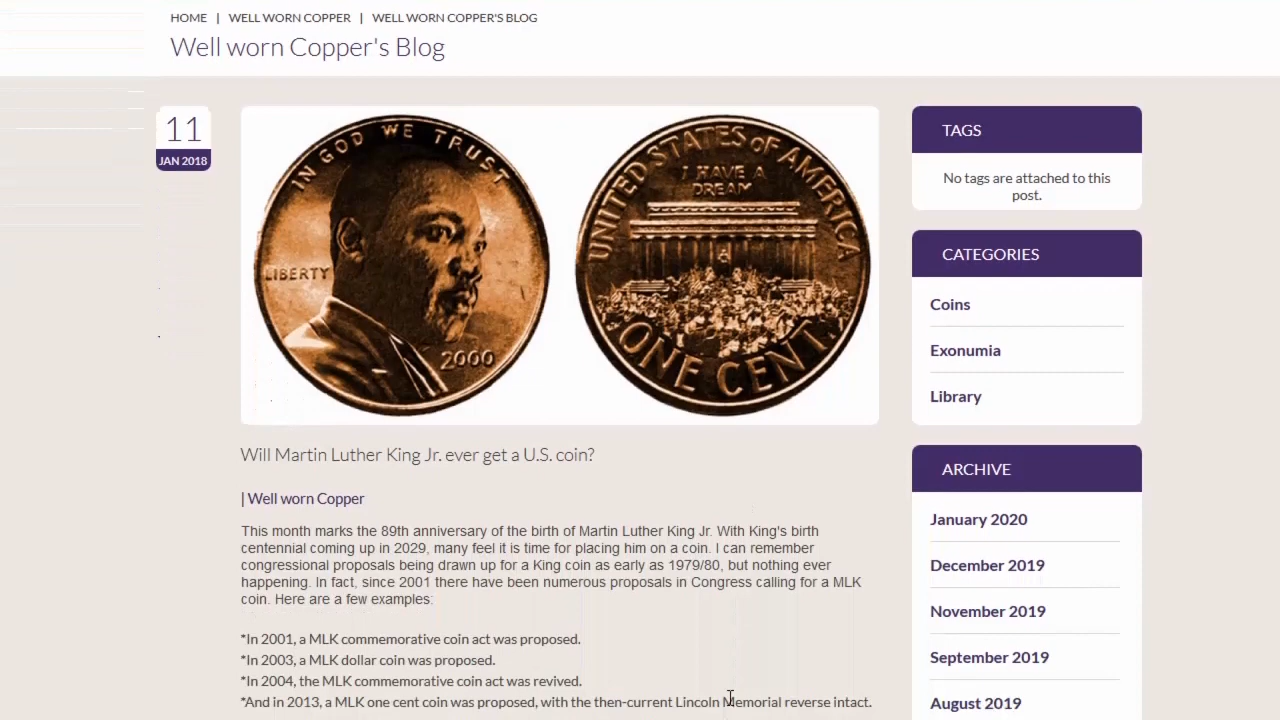 HOME | WELL WORN COPPER | WELL WORN COPPER'S BLOG
Well worn Copper's Blog
11
JAN 2018
IN GOD WE TRUST
LIBERTY
2000
UNITED STATES OF AMERICA
I HAVE A
DREAM
ONE CENT
Will Martin Luther King Jr. ever get a U.S. coin?
| Well worn Copper
This month marks the 89th anniversary of the birth of Martin Luther King Jr. With King's birth
centennial coming up in 2029, many feel it is time for placing him on a coin. I can remember
congressional proposals being drawn up for a King coin as early as 1979/80, but nothing ever
happening. In fact, since 2001 there have been numerous proposals in Congress calling for a MLK
coin. Here are a few examples:
*In 2001, a MLK commemorative coin act was proposed.
*In 2003, a MLK dollar coin was proposed.
*In 2004, the MLK commemorative coin act was revived.
*And in 2013, a MLK one cent coin was proposed, with the then-current Lincoln Memorial reverse intact.
TAGS
No tags are attached to this
post.
CATEGORIES
Coins
Exonumia
Library
ARCHIVE
January 2020
December 2019
November 2019
September 2019
August 2019